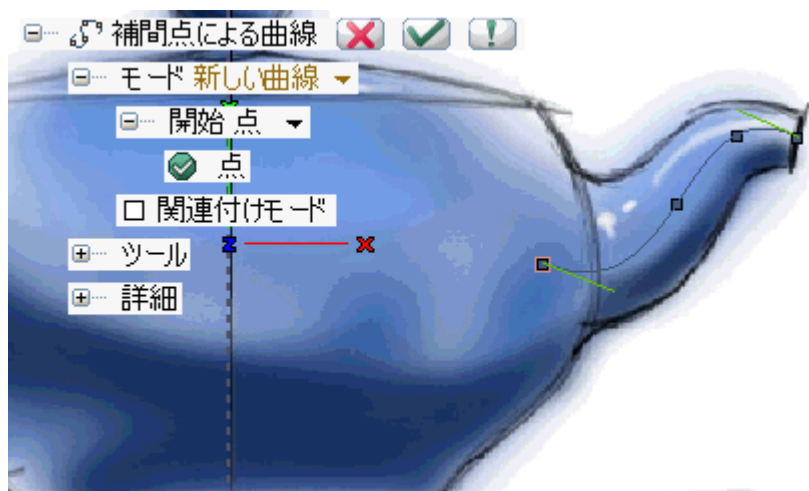 補間点による曲線
モード 新しい曲線
開始 点
点
関連付けモード
ツール
詳細
Z
X